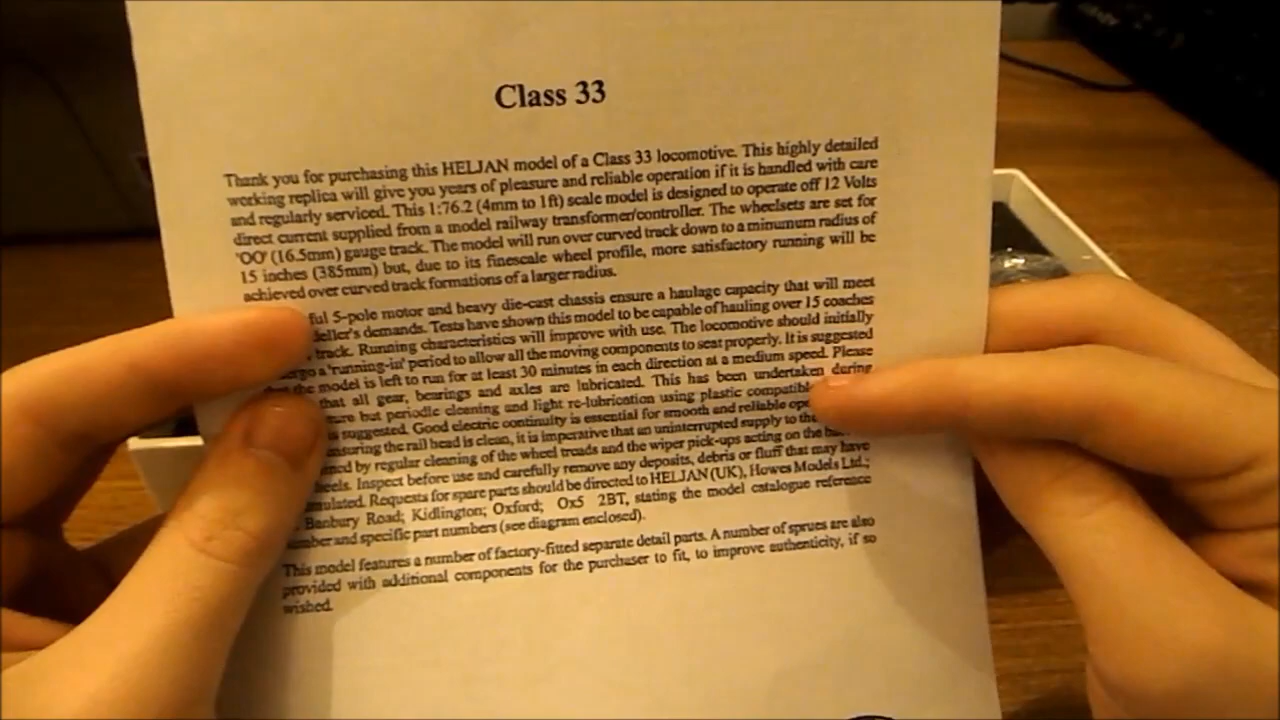 Class 33
Thank you for purchasing this HELJAN model of a Class 33 locomotive. This highly detailed
working replica will give you years of pleasure and reliable operation if it is handled with care
and regularly serviced. This 1:76.2 (4mm to 1ft) scale model is designed to operate off 12 Volts
direct current supplied from a model railway transformer/controller. The wheelsets are set for
'OO' (16.5mm) gauge track. The model will run over curved track down to a minumum radius of
15 inches (385mm) but, due to its finescale wheel profile, more satisfactory running will be
achieved over curved track formations of a larger radius.
ful 5-pole motor and heavy die-cast chassis ensure a haulage capacity that will meet
deller's demands. Tests have shown this model to be capable of hauling over 15 coaches
track. Running characteristics will improve with use. The locomotive should initially
ergo a 'running-in' period to allow all the moving components to seat properly. It is suggested
the model is left to run for at least 30 minutes in each direction at a medium speed. Please
that all gear, bearings and axles are lubricated. This has been undertaken during
but periodic cleaning and light re-lubrication using plastic compatibl
is suggested. Good electric continuity is essential for smooth and reliable ope
nsuring the rail head is clean, it is imperative that an uninterrupted supply to the
ned by regular cleaning of the wheel treads and the wiper pick-ups acting on the
eels. Inspect before use and carefully remove any deposits, debris or fluff that may have
mulated. Requests for spare parts should be directed to HELJAN (UK), Howes Models Ltd.;
Banbury Road; Kidlington; Oxford; Ox5 2BT, stating the model catalogue reference
mber and specific part numbers (see diagram enclosed).
This model features a number of factory-fitted separate detail parts. A number of sprues are also
provided with additional components for the purchaser to fit, to improve authenticity, if so
wished.